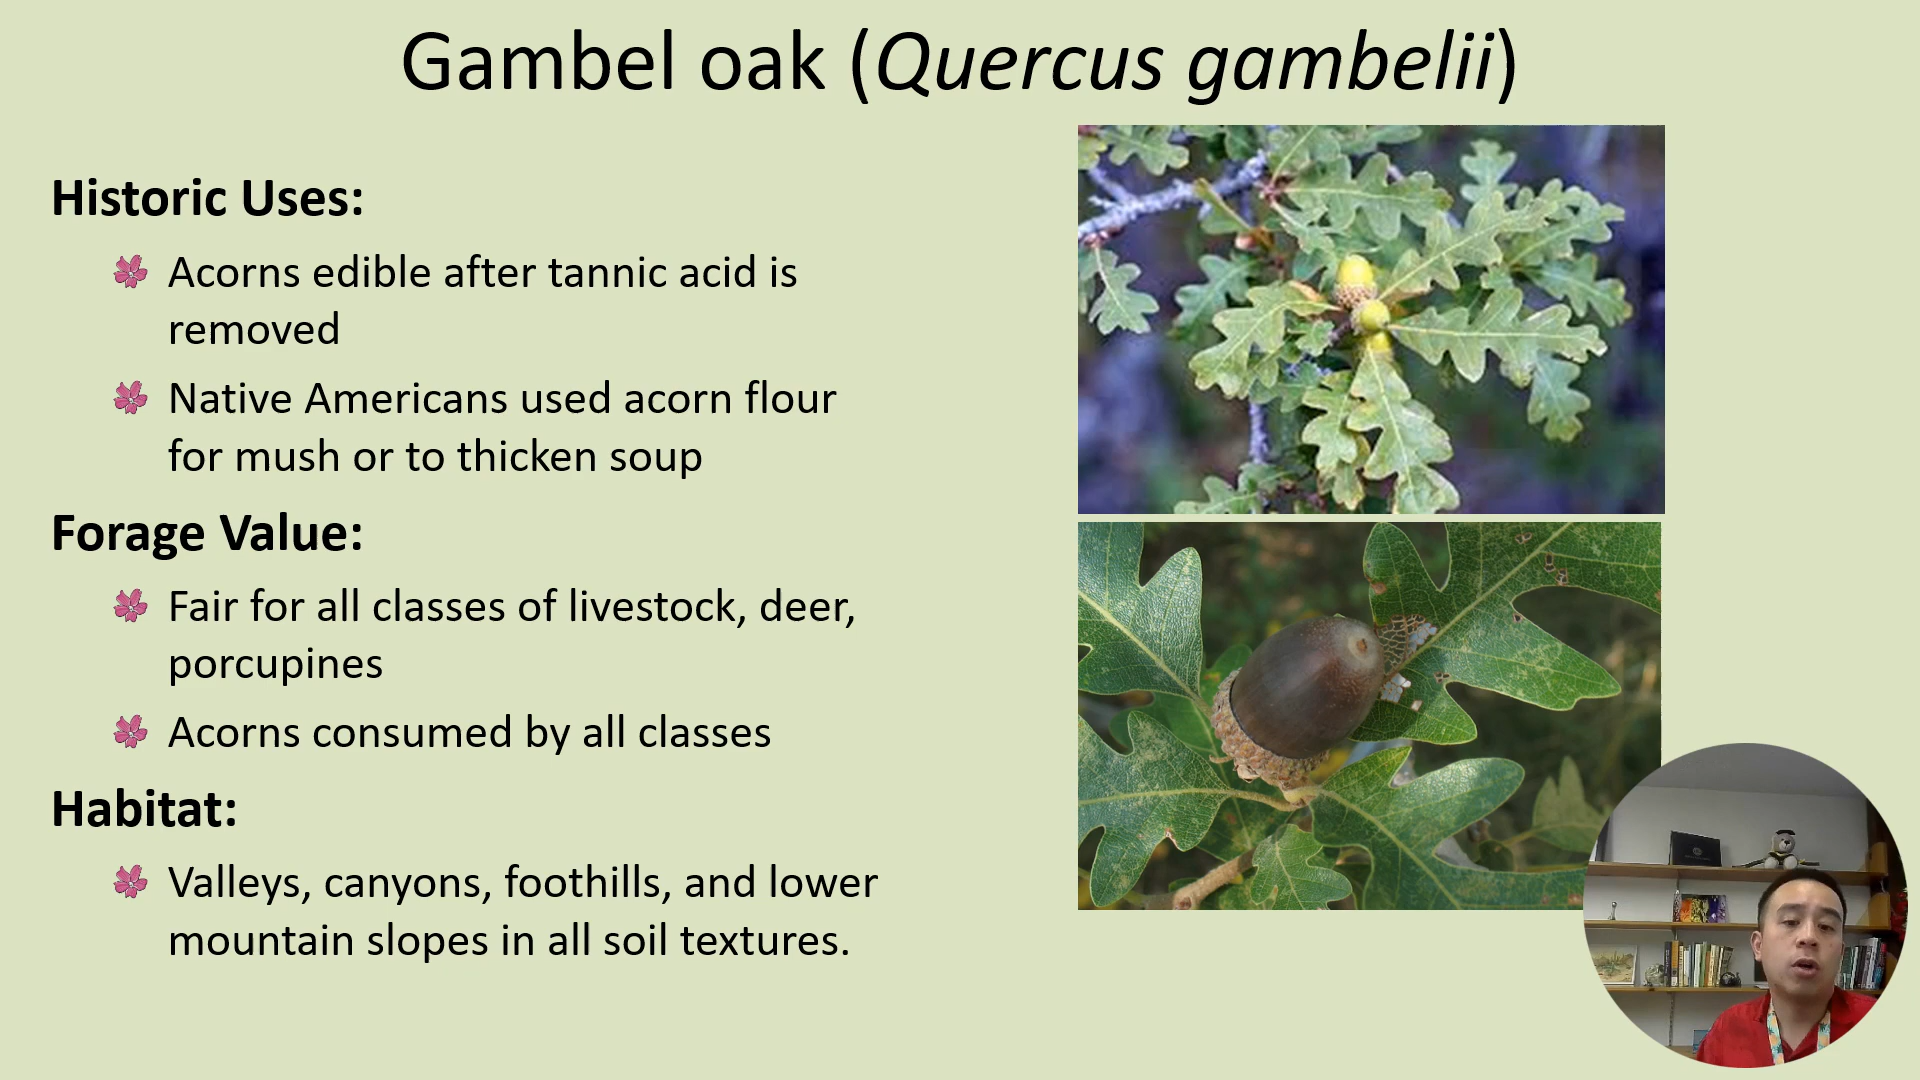 Gambel oak (Quercus gambelii)
Historic Uses:
Acorns edible after tannic acid is
removed
Native Americans used acorn flour
for mush or to thicken soup
Forage Value:
Fair for all classes of livestock, deer,
porcupines
Acorns consumed by all classes
Habitat:
Valleys, canyons, foothills, and lower
mountain slopes in all soil textures.